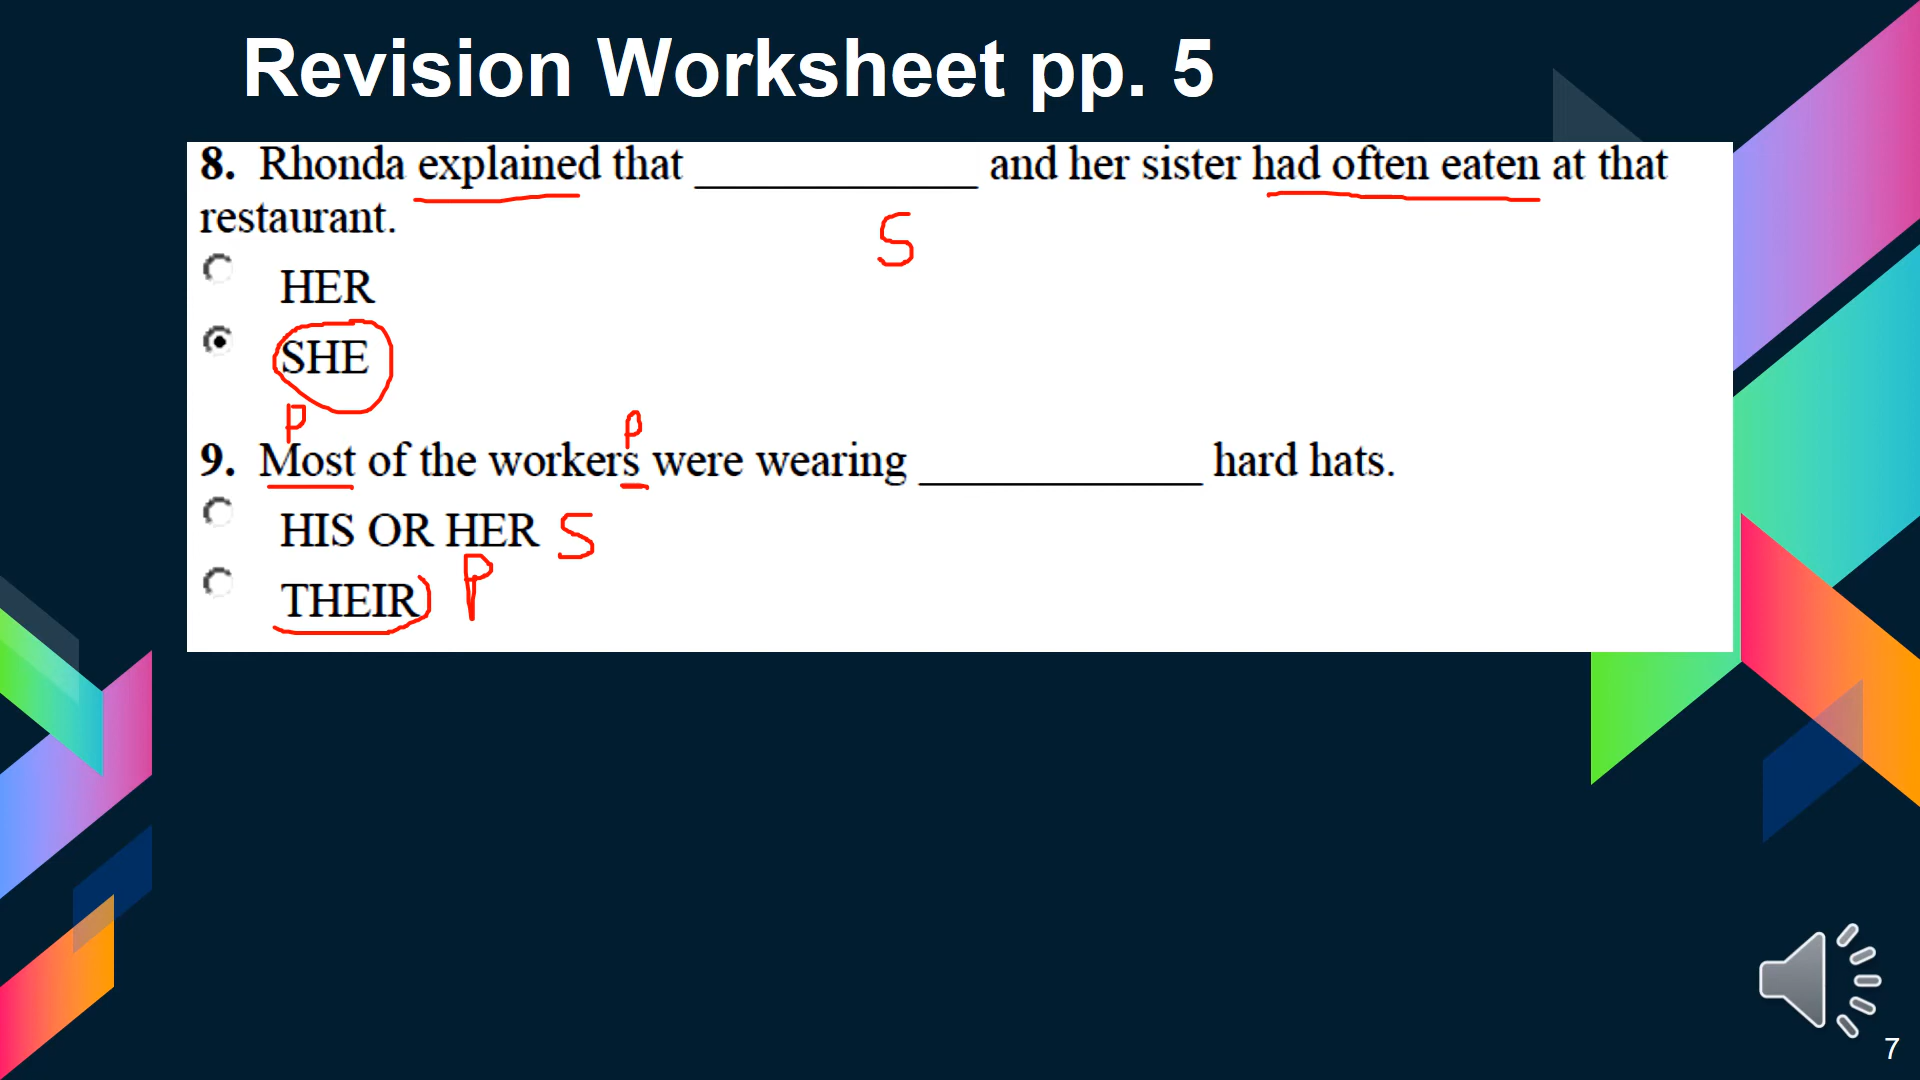 Revision Worksheet pp. 5
8. Rhonda explained that ____________ and her sister had often eaten at that
restaurant.
S
HER
SHE
P P
9. Most of the workers were wearing ____________ hard hats.
HIS OR HER S
THEIR P
7